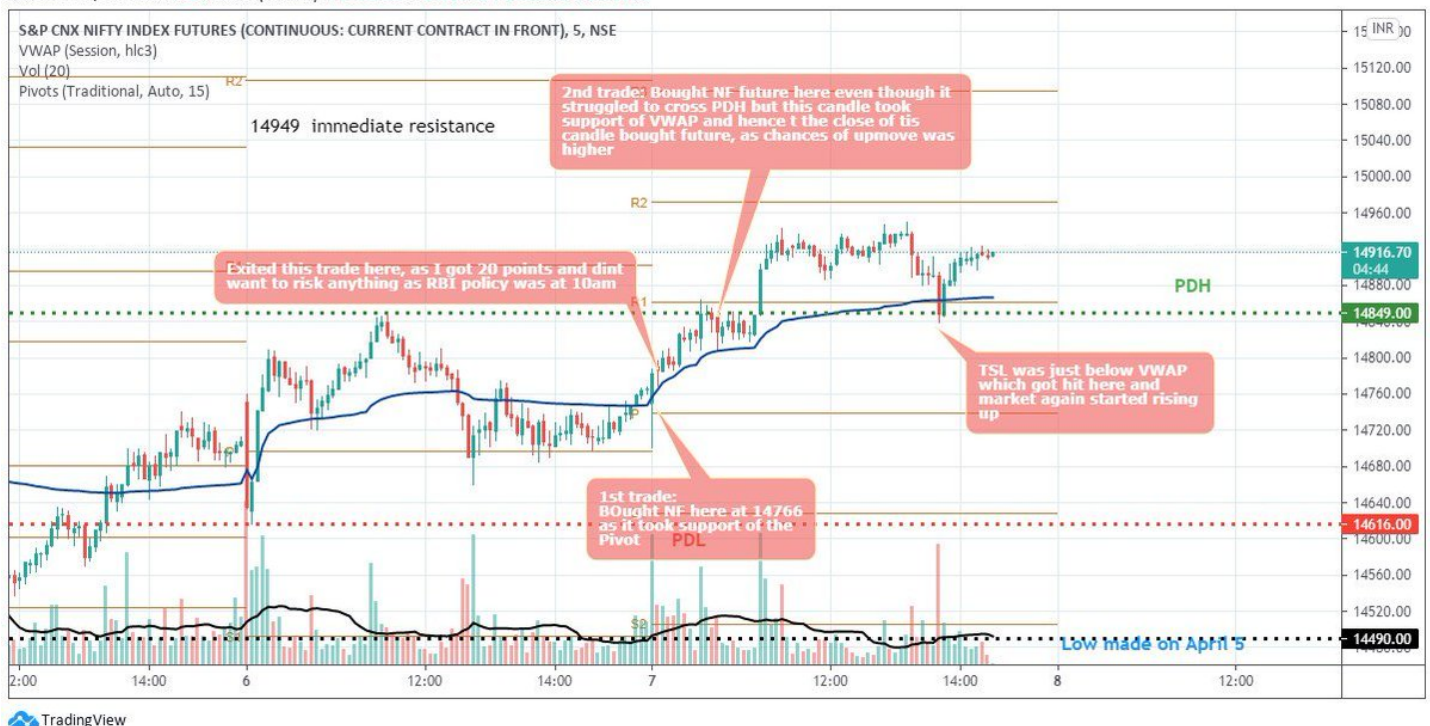 S&P CNX NIFTY INDEX FUTURES (CONTINUOUS: CURRENT CONTRACT IN FRONT), 5, NSE
VWAP (Session, hlc3)
Vol (20)
Pivots (Traditional, Auto, 15)
R2
14949 immediate resistance
2nd trade: Bought NF future here even though it
struggled to cross PDH but this candle took
support of VWAP and hence t the close of tis
candle bought future, as chances of upmove was
higher
R2
Exited this trade here, as I got 20 points and dint
want to risk anything as RBI policy was at 10am
R1
PDH
TSL was just below VWAP
which got hit here and
market again started rising
up
P
1st trade:
BOught NF here at 14766
as it took support of the
Pivot
PDL
S2
Low made on April 5
INR
15120.00
15080.00
15040.00
15000.00
14960.00
14916.70
04:44
14880.00
14849.00
14800.00
14760.00
14720.00
14680.00
14640.00
14616.00
14600.00
14560.00
14520.00
14490.00
2:00
14:00
6
12:00
14:00
7
12:00
14:00
8
12:00
TradingView